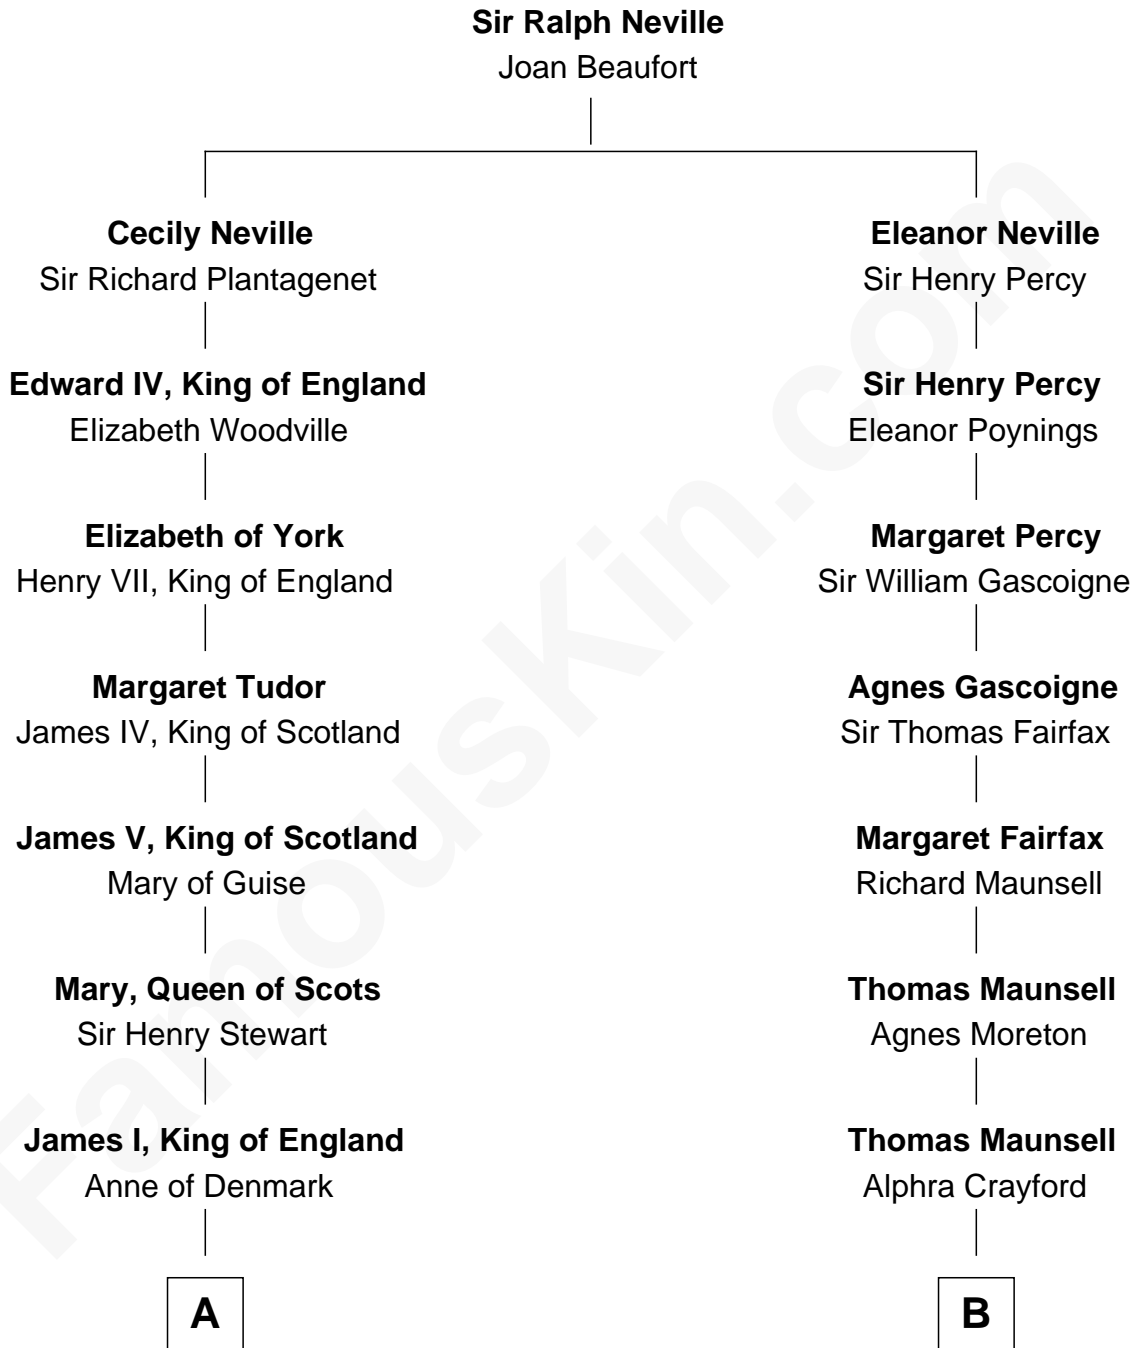 Sir Ralph Neville
Joan Beaufort
Cecily Neville
Sir Richard Plantagenet
Eleanor Neville
Sir Henry Percy
Edward IV, King of England
Elizabeth Woodville
Sir Henry Percy
Eleanor Poynings
Elizabeth of York
Henry VII, King of England
Margaret Percy
Sir William Gascoigne
Margaret Tudor
James IV, King of Scotland
Agnes Gascoigne
Sir Thomas Fairfax
James V, King of Scotland
Mary of Guise
Margaret Fairfax
Richard Maunsell
Mary, Queen of Scots
Sir Henry Stewart
Thomas Maunsell
Agnes Moreton
James I, King of England
Anne of Denmark
Thomas Maunsell
Alphra Crayford
A
B
FamousKin.com